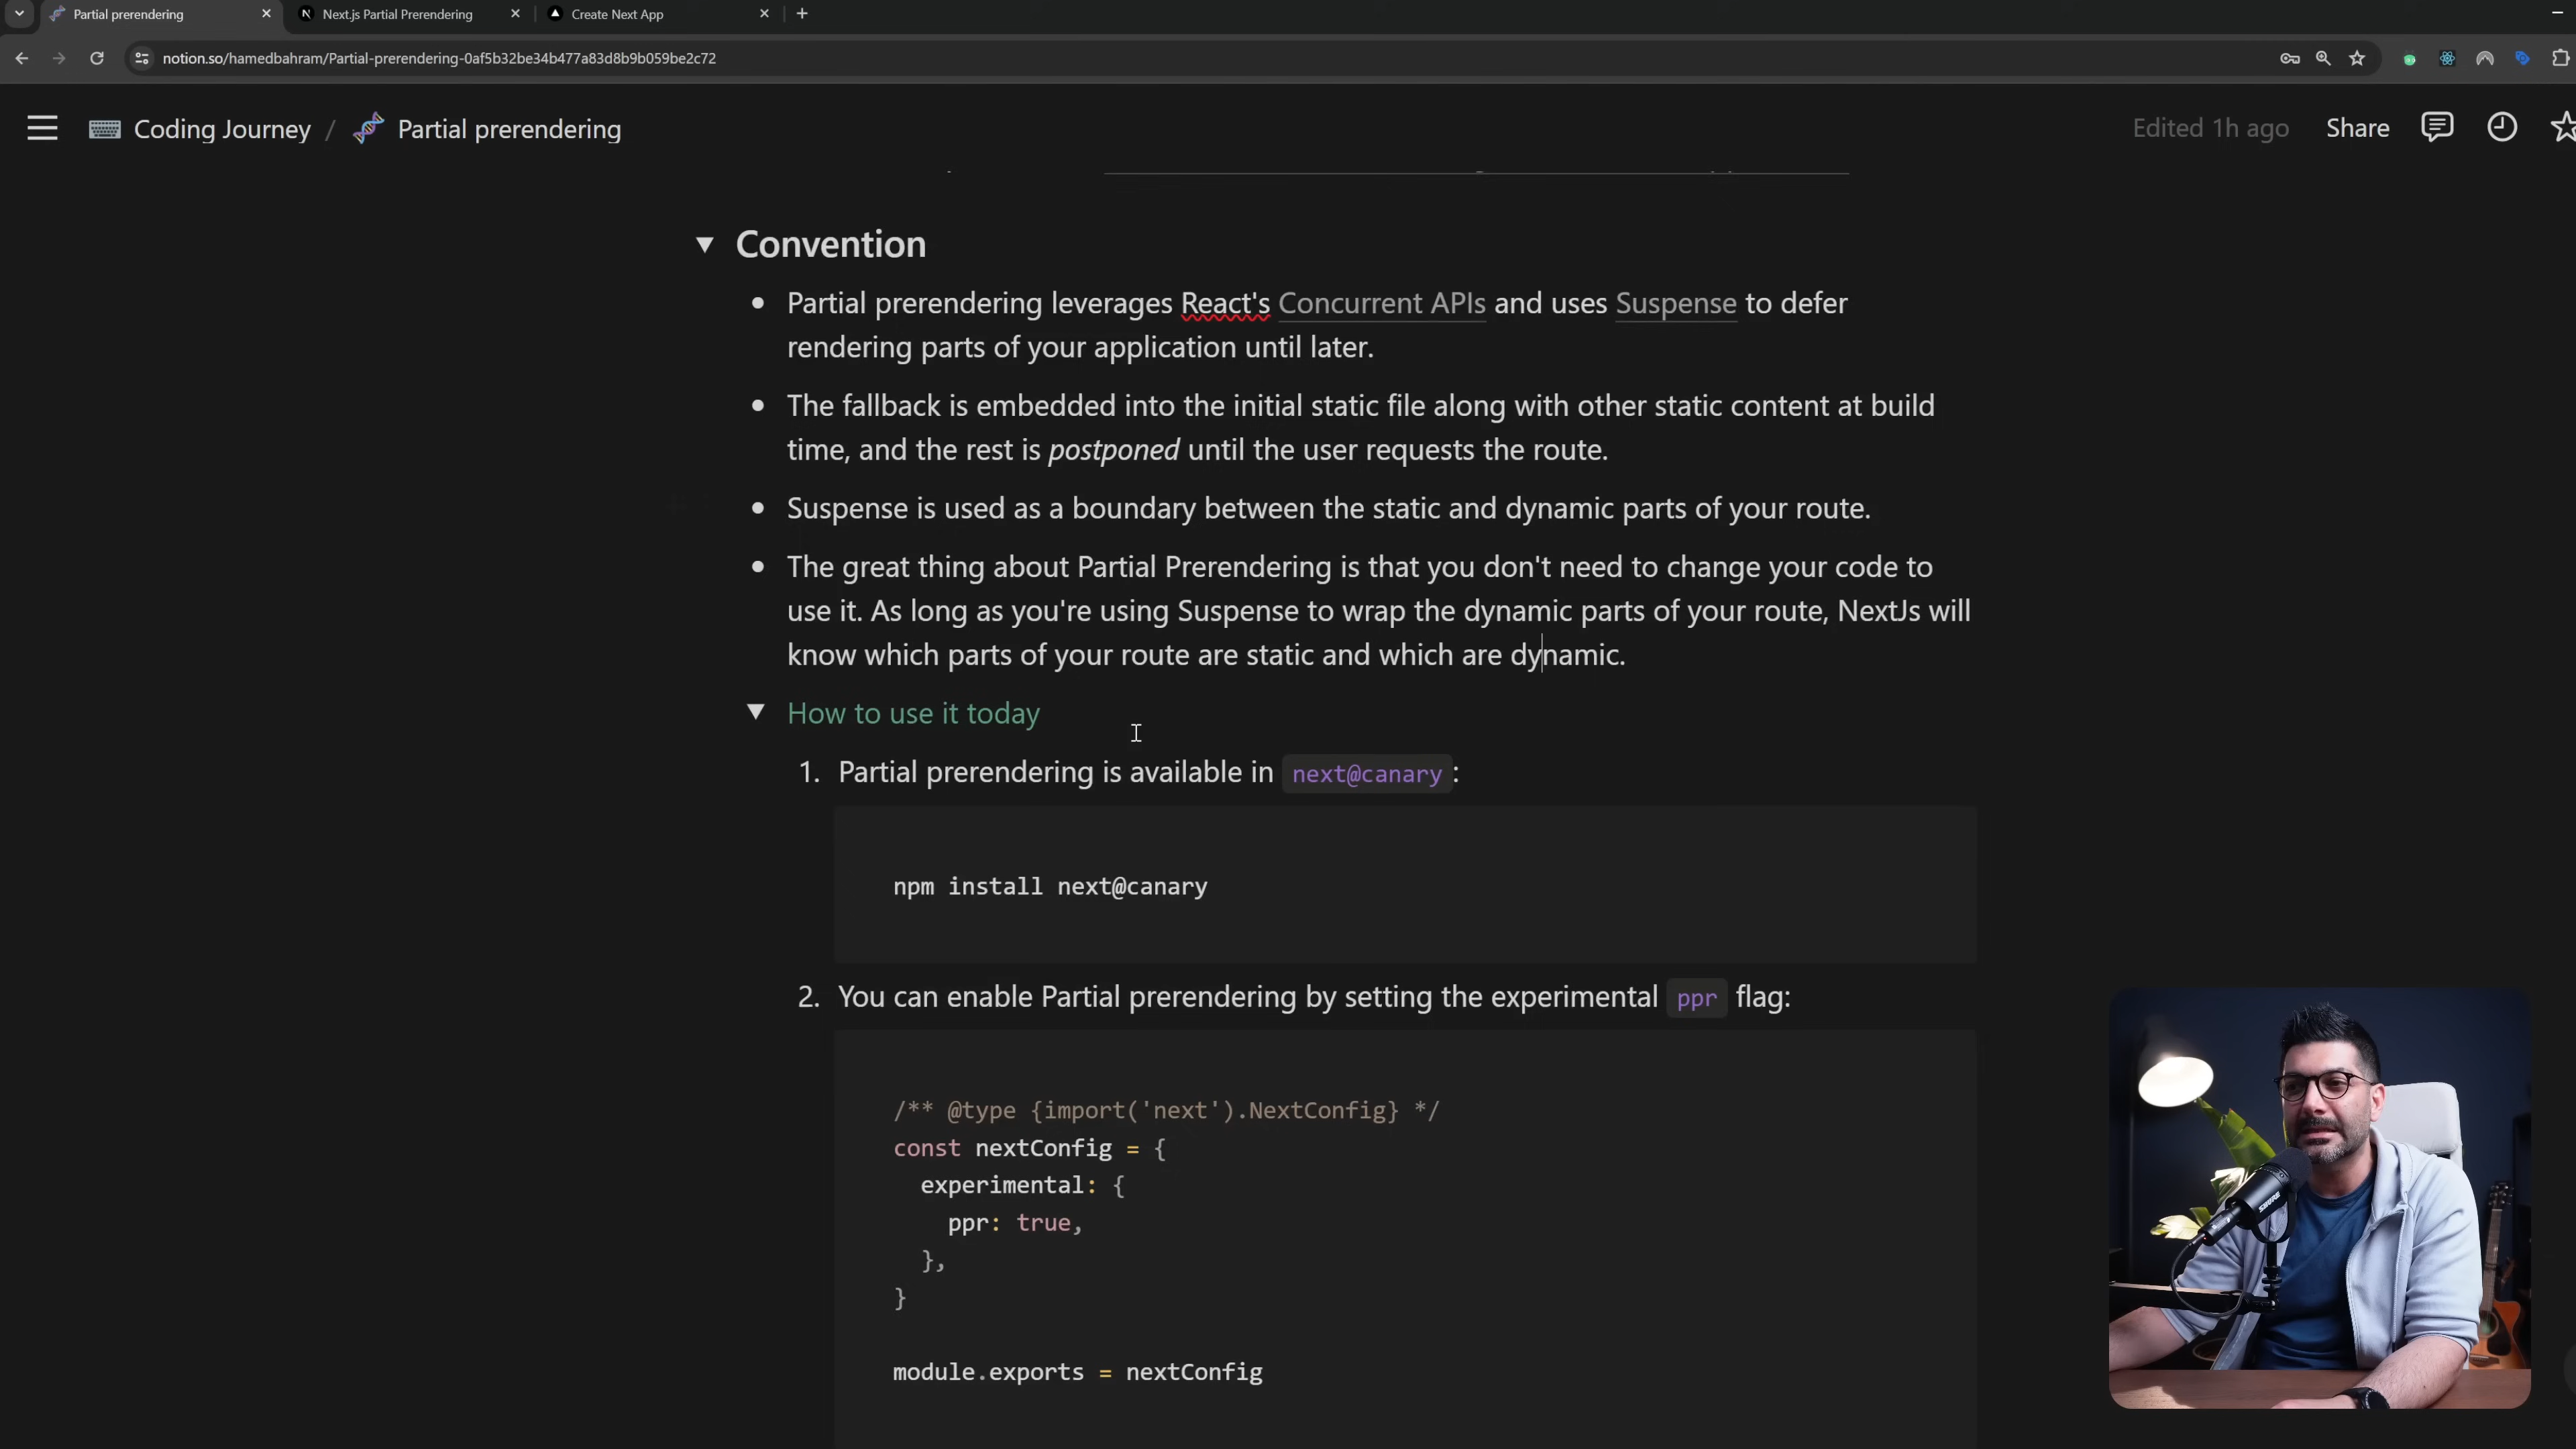 Partial prerendering
Next.js Partial Prerendering
Create Next App
notion.so/hamedbahram/Partial-prerendering-0af5b32be34b477a83d8b9b059be2c72
Coding Journey / Partial prerendering
Edited 1h ago
Share
Convention
Partial prerendering leverages React's Concurrent APIs and uses Suspense to defer
rendering parts of your application until later.
The fallback is embedded into the initial static file along with other static content at build
time, and the rest is postponed until the user requests the route.
Suspense is used as a boundary between the static and dynamic parts of your route.
The great thing about Partial Prerendering is that you don't need to change your code to
use it. As long as you're using Suspense to wrap the dynamic parts of your route, NextJs will
know which parts of your route are static and which are dynamic.
How to use it today
1. Partial prerendering is available in next@canary:
npm install next@canary
2. You can enable Partial prerendering by setting the experimental ppr flag:
/** @type {import('next').NextConfig} */
const nextConfig = {
experimental: {
ppr: true,
},
}
module.exports = nextConfig
SHURE